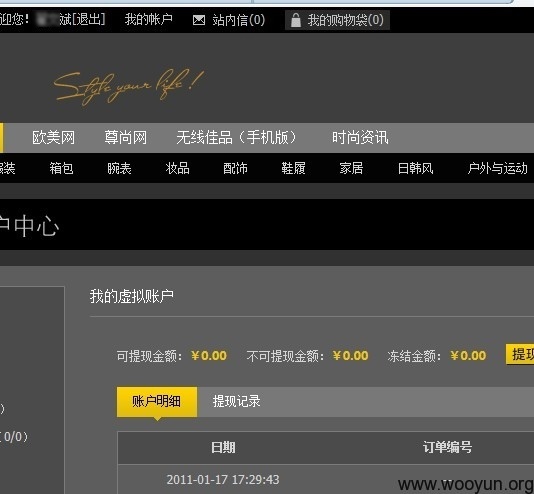 迎您！ 斌[退出] 我的帐户 站内信(0) 我的购物袋(0)
Style your life!
欧美网 尊尚网 无线佳品（手机版） 时尚资讯
装 箱包 腕表 妆品 配饰 鞋履 家居 日韩风 户外与运动
户中心
我的虚拟账户
可提现金额：￥0.00 不可提现金额：￥0.00 冻结金额：￥0.00 提现
账户明细 提现记录
）
（0/0）
日期 订单编号
2011-01-17 17:29:43 --
www.wooyun.org